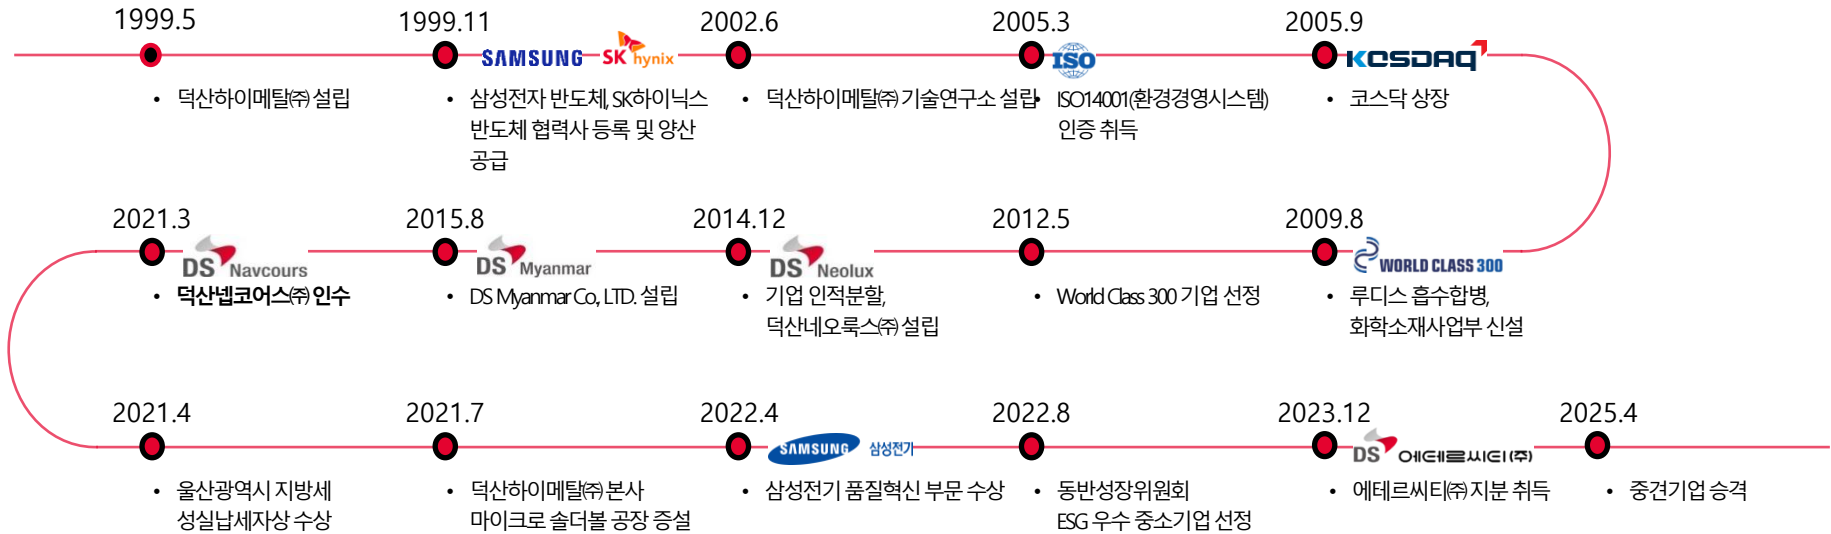 1999.5
덕산하이메탈㈜ 설립
1999.11
SAMSUNG
SK hynix
삼성전자 반도체, SK하이닉스
반도체 협력사 등록 및 양산
공급
2002.6
덕산하이메탈㈜ 기술연구소 설립
2005.3
ISO
ISO14001(환경경영시스템)
인증 취득
2005.9
KOSDAQ
코스닥 상장
2009.8
WORLD CLASS 300
루디스 흡수합병,
화학소재사업부 신설
2012.5
World Class 300 기업 선정
2014.12
DS Neolux
기업 인적분할,
덕산네오룩스㈜ 설립
2015.8
DS Myanmar
DS Myanmar Co., LTD. 설립
2021.3
DS Navcours
덕산넵코어스㈜ 인수
2021.4
울산광역시 지방세
성실납세자상 수상
2021.7
덕산하이메탈㈜ 본사
마이크로 솔더볼 공장 증설
2022.4
SAMSUNG 삼성전기
삼성전기 품질혁신 부문 수상
2022.8
동반성장위원회
ESG 우수 중소기업 선정
2023.12
DS 에테르씨티(주)
에테르씨티㈜ 지분 취득
2025.4
중견기업 승격